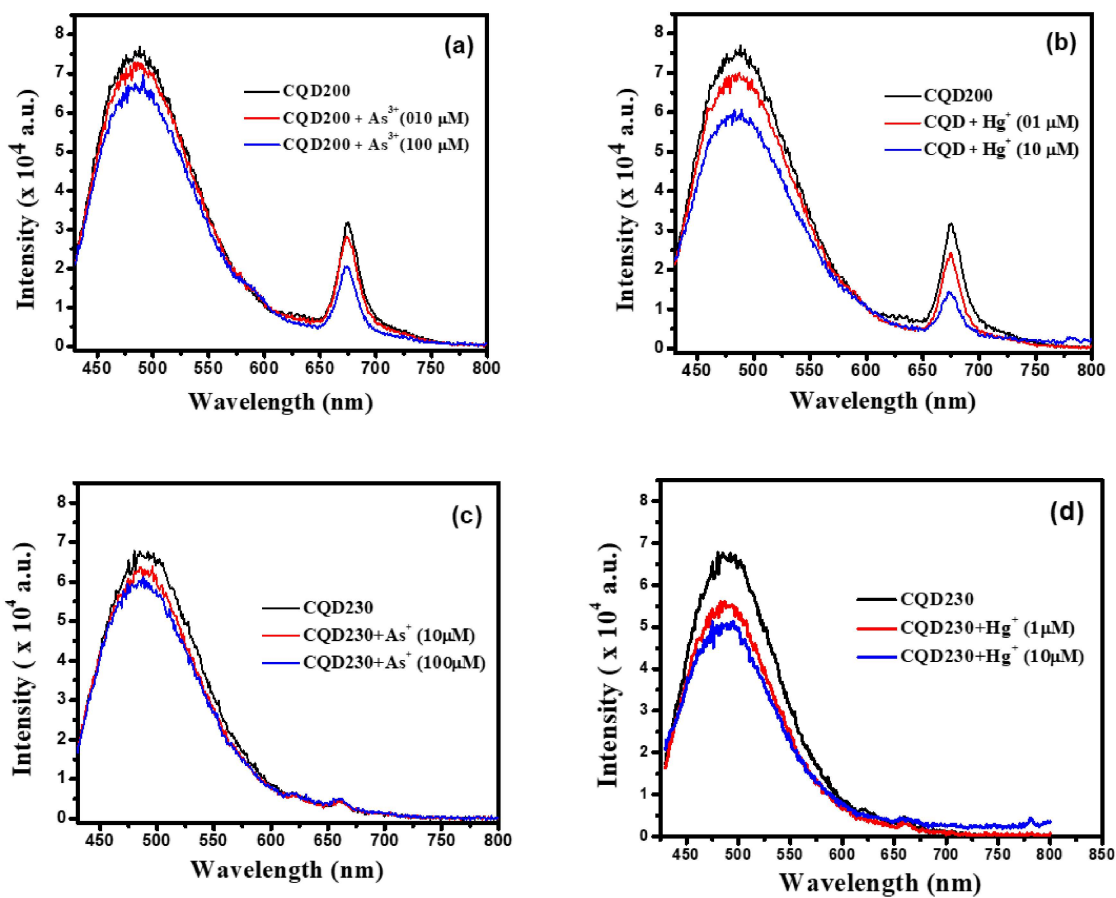 (a)
CQD200
CQD200 + As³⁺ (010 μM)
CQD200 + As³⁺ (100 μM)
Intensity (x 10⁴ a.u.)
8
7
6
5
4
3
2
1
0
450 500 550 600 650 700 750 800
Wavelength (nm)
(b)
CQD200
CQD + Hg⁺ (01 μM)
CQD + Hg⁺ (10 μM)
Intensity (x 10⁴ a.u.)
8
7
6
5
4
3
2
1
0
450 500 550 600 650 700 750 800
Wavelength (nm)
(c)
CQD230
CQD230+As⁺ (10μM)
CQD230+As⁺ (100μM)
Intensity ( x 10⁴ a.u.)
8
7
6
5
4
3
2
1
0
450 500 550 600 650 700 750 800
Wavelength (nm)
(d)
CQD230
CQD230+Hg⁺ (1μM)
CQD230+Hg⁺ (10μM)
Intensity ( x 10⁴ a.u.)
8
7
6
5
4
3
2
1
0
450 500 550 600 650 700 750 800 850
Wavelength (nm)